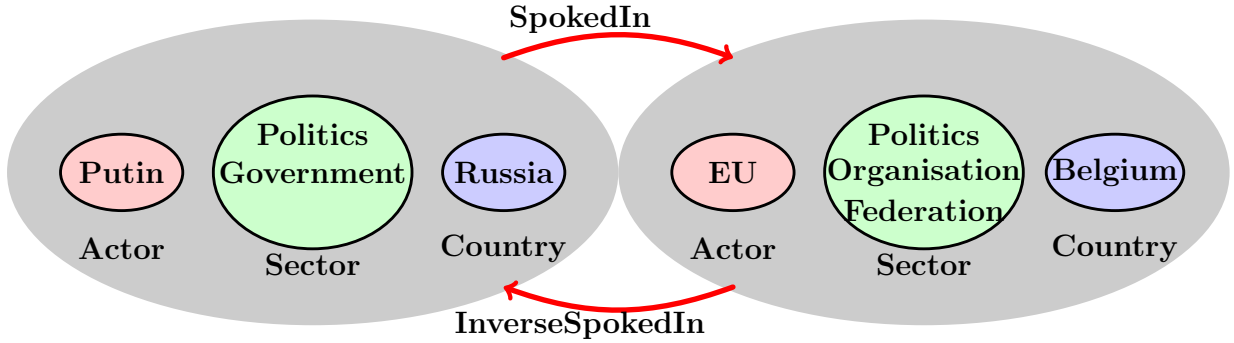 SpokedIn
Putin
Politics
Government
Russia
Actor
Sector
Country
EU
Politics
Organisation
Federation
Belgium
Actor
Sector
Country
InverseSpokedIn